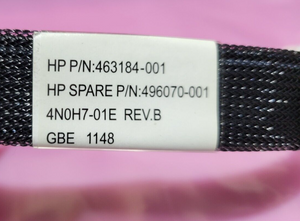 HP P/N:463184-001
HP SPARE P/N:496070-001
4N0H7-01E REV.B
GBE 1148